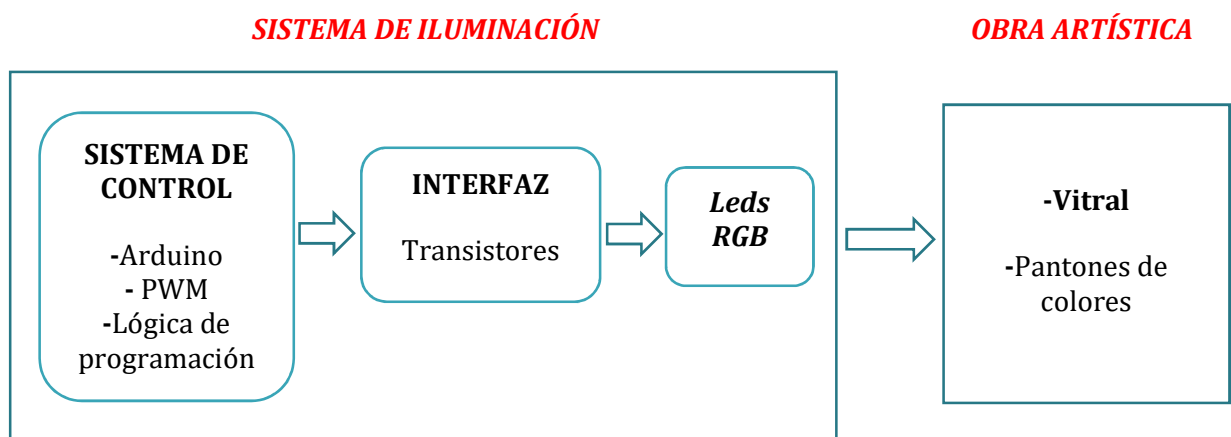 SISTEMA DE ILUMINACIÓN
OBRA ARTÍSTICA
SISTEMA DE
CONTROL
-Arduino
- PWM
-Lógica de
programación
INTERFAZ
Transistores
Leds
RGB
-Vitral
-Pantones de
colores